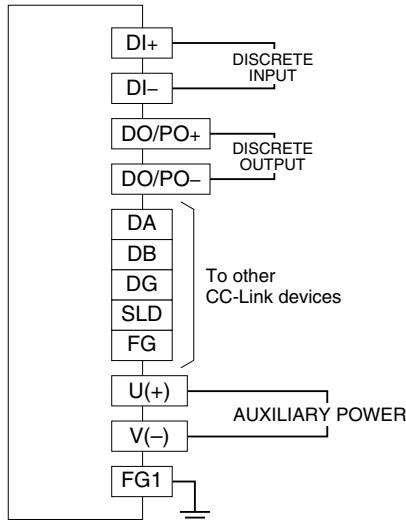 DI+
DISCRETE
INPUT
DI–
DO/PO+
DISCRETE
OUTPUT
DO/PO–
DA
DB
DG
SLD
FG
To other
CC-Link devices
U(+)
AUXILIARY POWER
V(–)
FG1